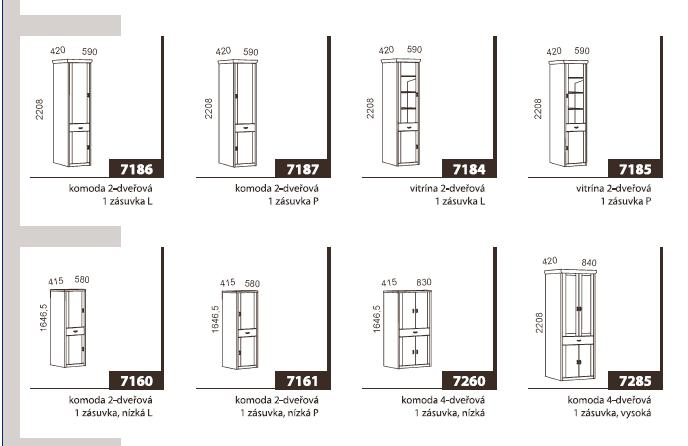 420 590
2208
7186
komoda 2-dveřová
1 zásuvka L
420 590
2208
7187
komoda 2-dveřová
1 zásuvka P
420 590
2208
7184
vitrína 2-dveřová
1 zásuvka L
420 590
2208
7185
vitrína 2-dveřová
1 zásuvka P
415 580
1646,5
7160
komoda 2-dveřová
1 zásuvka, nízká L
415 580
1646,5
7161
komoda 2-dveřová
1 zásuvka, nízká P
415 830
1646,5
7260
komoda 4-dveřová
1 zásuvka, nízká
420 840
2208
7285
komoda 4-dveřová
1 zásuvka, vysoká